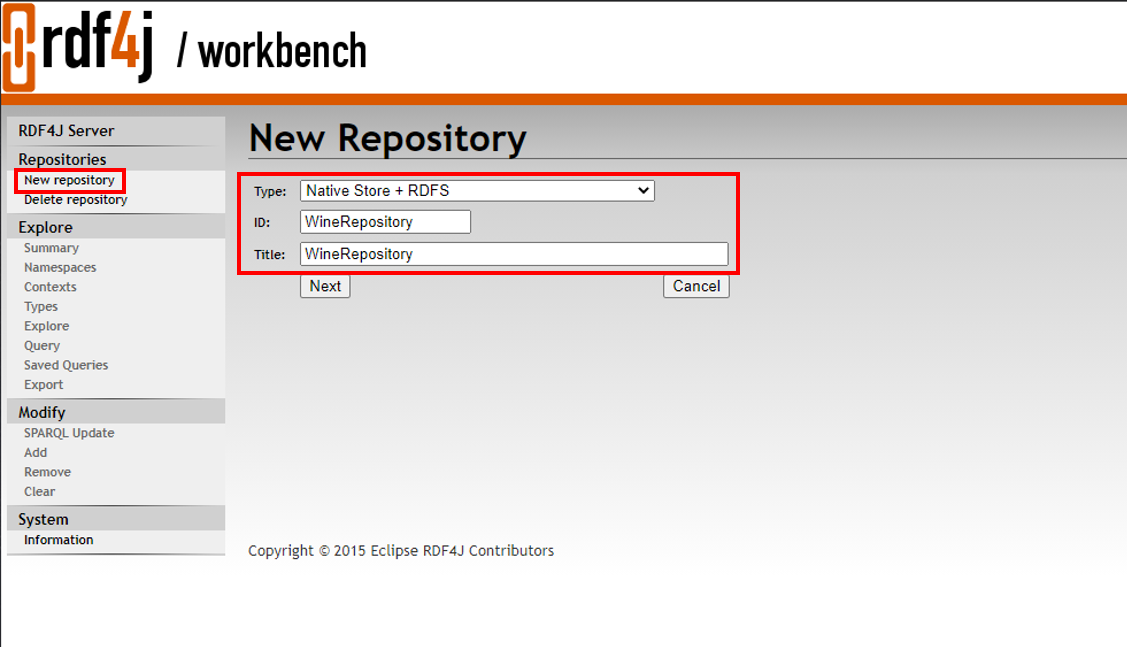 rdf4j / workbench
RDF4J Server
Repositories
New repository
Delete repository
Explore
Summary
Namespaces
Contexts
Types
Explore
Query
Saved Queries
Export
Modify
SPARQL Update
Add
Remove
Clear
System
Information
New Repository
Type: Native Store + RDFS
ID: WineRepository
Title: WineRepository
Next Cancel
Copyright © 2015 Eclipse RDF4J Contributors